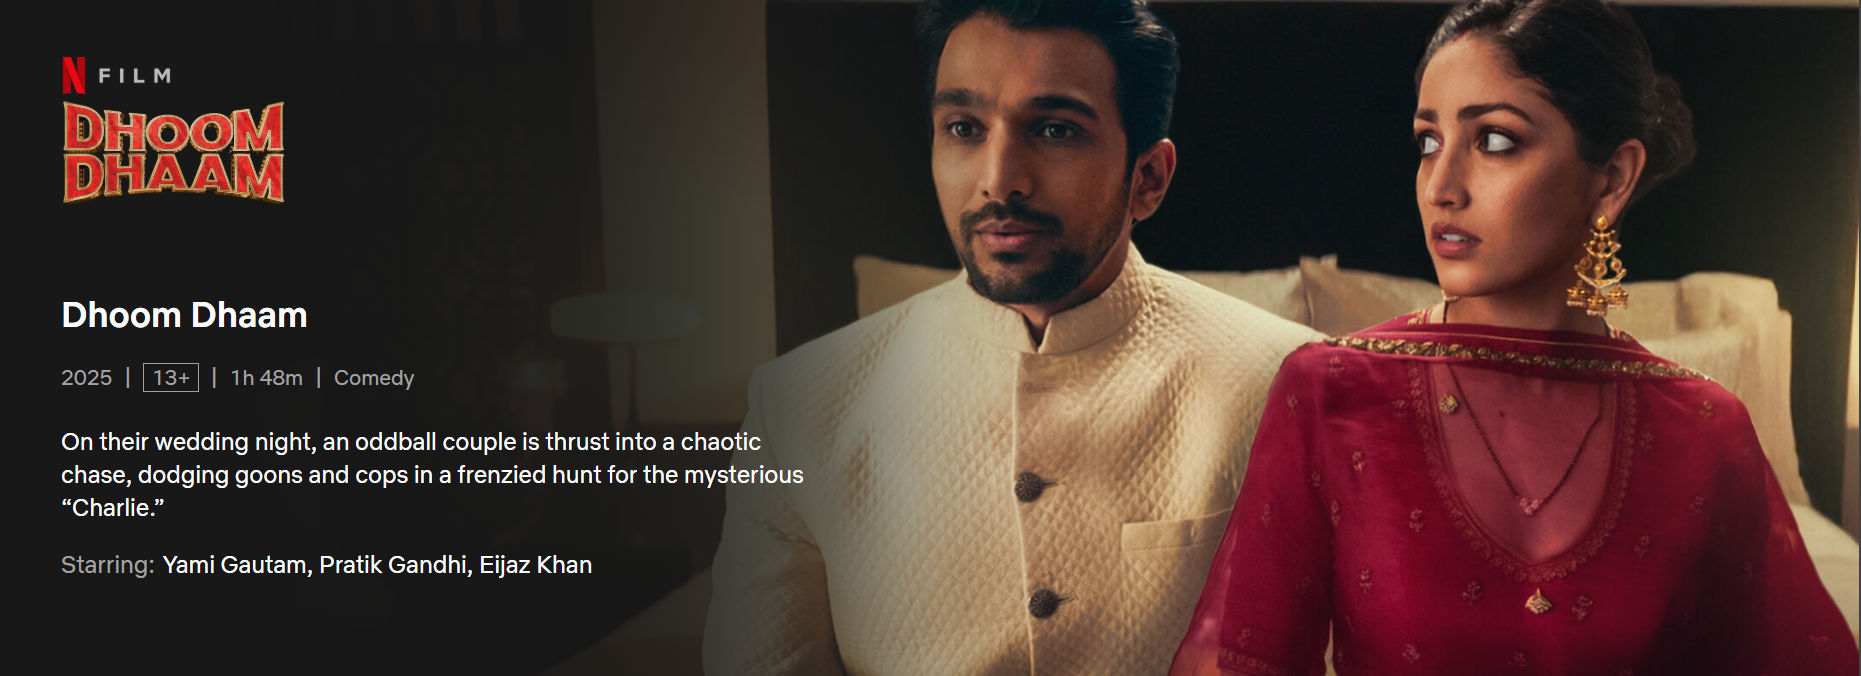 N FILM
DHOOM
DHAAM
Dhoom Dhaam
2025 | 13+ | 1h 48m | Comedy
On their wedding night, an oddball couple is thrust into a chaotic
chase, dodging goons and cops in a frenzied hunt for the mysterious
“Charlie.”
Starring: Yami Gautam, Pratik Gandhi, Eijaz Khan